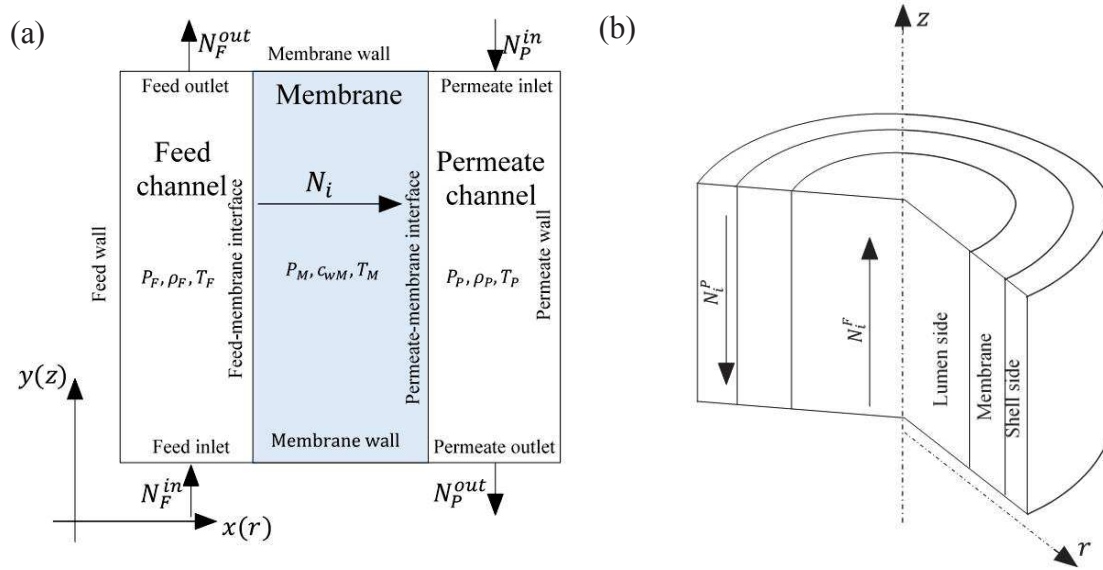 (a)
N_F^{out}
Membrane wall
N_P^{in}
Feed outlet
Membrane
Permeate inlet
Feed
channel
Permeate
channel
N_i
Feed wall
Feed-membrane interface
Permeate-membrane interface
Permeate wall
P_F, ρ_F, T_F
P_M, c_{wM}, T_M
P_P, ρ_P, T_P
y(z)
Feed inlet
Membrane wall
Permeate outlet
N_F^{in}
N_P^{out}
x(r)
(b)
z
N_i^P
N_i^F
Lumen side
Membrane
Shell side
r